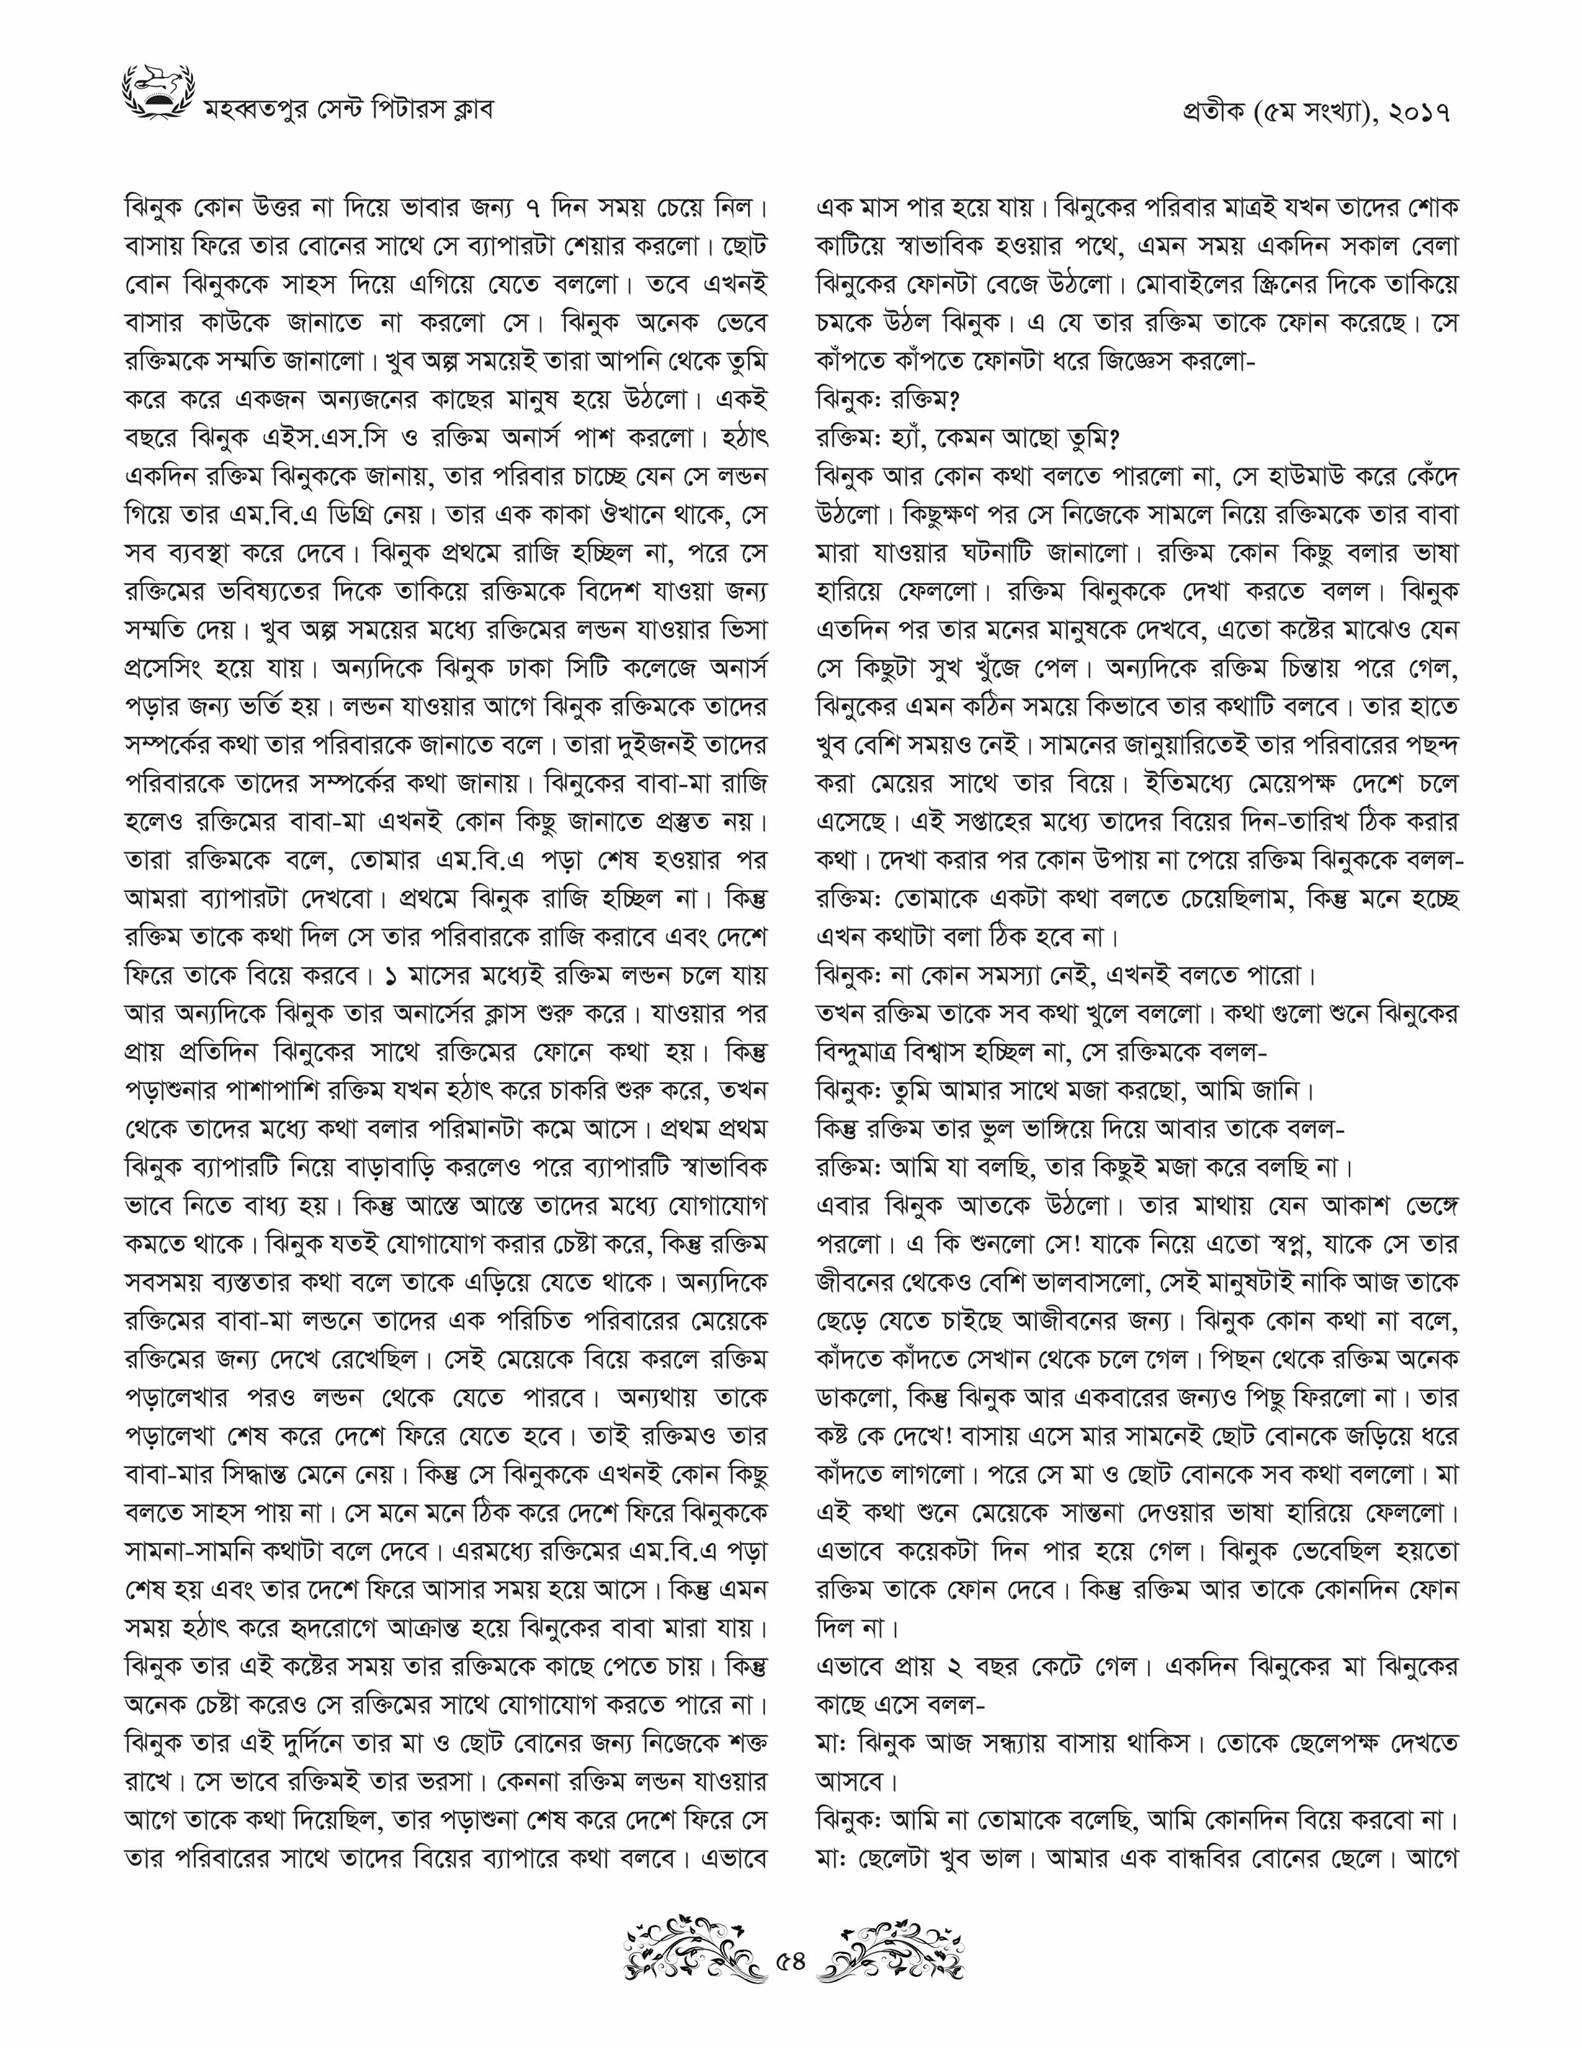 মহব্বতপুর সেন্ট পিটারস ক্লাব
প্রতীক (৫ম সংখ্যা), ২০১৭
ঝিনুক কোন উত্তর না দিয়ে ভাবার জন্য ৭ দিন সময় চেয়ে নিল।
বাসায় ফিরে তার বোনের সাথে সে ব্যাপারটা শেয়ার করলো। ছোট
বোন ঝিনুককে সাহস দিয়ে এগিয়ে যেতে বললো। তবে এখনই
বাসার কাউকে জানাতে না করলো সে। ঝিনুক অনেক ভেবে
রক্তিমকে সম্মতি জানালো। খুব অল্প সময়েই তারা আপনি থেকে তুমি
করে করে একজন অন্যজনের কাছের মানুষ হয়ে উঠলো। একই
বছরে ঝিনুক এইস.এস.সি ও রক্তিম অনার্স পাশ করলো। হঠাৎ
একদিন রক্তিম ঝিনুককে জানায়, তার পরিবার চাচ্ছে যেন সে লন্ডন
গিয়ে তার এম.বি.এ ডিগ্রি নেয়। তার এক কাকা ঔখানে থাকে, সে
সব ব্যবস্থা করে দেবে। ঝিনুক প্রথমে রাজি হচ্ছিল না, পরে সে
রক্তিমের ভবিষ্যতের দিকে তাকিয়ে রক্তিমকে বিদেশ যাওয়া জন্য
সম্মতি দেয়। খুব অল্প সময়ের মধ্যে রক্তিমের লন্ডন যাওয়ার ভিসা
প্রসেসিং হয়ে যায়। অন্যদিকে ঝিনুক ঢাকা সিটি কলেজে অনার্স
পড়ার জন্য ভর্তি হয়। লন্ডন যাওয়ার আগে ঝিনুক রক্তিমকে তাদের
সম্পর্কের কথা তার পরিবারকে জানাতে বলে। তারা দুইজনই তাদের
পরিবারকে তাদের সম্পর্কের কথা জানায়। ঝিনুকের বাবা-মা রাজি
হলেও রক্তিমের বাবা-মা এখনই কোন কিছু জানাতে প্রস্তুত নয়।
তারা রক্তিমকে বলে, তোমার এম.বি.এ পড়া শেষ হওয়ার পর
আমরা ব্যাপারটা দেখবো। প্রথমে ঝিনুক রাজি হচ্ছিল না। কিন্তু
রক্তিম তাকে কথা দিল সে তার পরিবারকে রাজি করাবে এবং দেশে
ফিরে তাকে বিয়ে করবে। ১ মাসের মধ্যেই রক্তিম লন্ডন চলে যায়
আর অন্যদিকে ঝিনুক তার অনার্সের ক্লাস শুরু করে। যাওয়ার পর
প্রায় প্রতিদিন ঝিনুকের সাথে রক্তিমের ফোনে কথা হয়। কিন্তু
পড়াশুনার পাশাপাশি রক্তিম যখন হঠাৎ করে চাকরি শুরু করে, তখন
থেকে তাদের মধ্যে কথা বলার পরিমানটা কমে আসে। প্রথম প্রথম
ঝিনুক ব্যাপারটি নিয়ে বাড়াবাড়ি করলেও পরে ব্যাপারটি স্বাভাবিক
ভাবে নিতে বাধ্য হয়। কিন্তু আস্তে আস্তে তাদের মধ্যে যোগাযোগ
কমতে থাকে। ঝিনুক যতই যোগাযোগ করার চেষ্টা করে, কিন্তু রক্তিম
সবসময় ব্যস্ততার কথা বলে তাকে এড়িয়ে যেতে থাকে। অন্যদিকে
রক্তিমের বাবা-মা লন্ডনে তাদের এক পরিচিত পরিবারের মেয়েকে
রক্তিমের জন্য দেখে রেখেছিল। সেই মেয়েকে বিয়ে করলে রক্তিম
পড়ালেখার পরও লন্ডন থেকে যেতে পারবে। অন্যথায় তাকে
পড়ালেখা শেষ করে দেশে ফিরে যেতে হবে। তাই রক্তিমও তার
বাবা-মার সিদ্ধান্ত মেনে নেয়। কিন্তু সে ঝিনুককে এখনই কোন কিছু
বলতে সাহস পায় না। সে মনে মনে ঠিক করে দেশে ফিরে ঝিনুককে
সামনা-সামনি কথাটা বলে দেবে। এরমধ্যে রক্তিমের এম.বি.এ পড়া
শেষ হয় এবং তার দেশে ফিরে আসার সময় হয়ে আসে। কিন্তু এমন
সময় হঠাৎ করে হৃদরোগে আক্রান্ত হয়ে ঝিনুকের বাবা মারা যায়।
ঝিনুক তার এই কষ্টের সময় তার রক্তিমকে কাছে পেতে চায়। কিন্তু
অনেক চেষ্টা করেও সে রক্তিমের সাথে যোগাযোগ করতে পারে না।
ঝিনুক তার এই দুর্দিনে তার মা ও ছোট বোনের জন্য নিজেকে শক্ত
রাখে। সে ভাবে রক্তিমই তার ভরসা। কেননা রক্তিম লন্ডন যাওয়ার
আগে তাকে কথা দিয়েছিল, তার পড়াশুনা শেষ করে দেশে ফিরে সে
তার পরিবারের সাথে তাদের বিয়ের ব্যাপারে কথা বলবে। এভাবে
এক মাস পার হয়ে যায়। ঝিনুকের পরিবার মাত্রই যখন তাদের শোক
কাটিয়ে স্বাভাবিক হওয়ার পথে, এমন সময় একদিন সকাল বেলা
ঝিনুকের ফোনটা বেজে উঠলো। মোবাইলের স্ক্রিনের দিকে তাকিয়ে
চমকে উঠল ঝিনুক। এ যে তার রক্তিম তাকে ফোন করেছে। সে
কাঁপতে কাঁপতে ফোনটা ধরে জিজ্ঞেস করলো-
ঝিনুক: রক্তিম?
রক্তিম: হ্যাঁ, কেমন আছো তুমি?
ঝিনুক আর কোন কথা বলতে পারলো না, সে হাউমাউ করে কেঁদে
উঠলো। কিছুক্ষণ পর সে নিজেকে সামলে নিয়ে রক্তিমকে তার বাবা
মারা যাওয়ার ঘটনাটি জানালো। রক্তিম কোন কিছু বলার ভাষা
হারিয়ে ফেললো। রক্তিম ঝিনুককে দেখা করতে বলল। ঝিনুক
এতদিন পর তার মনের মানুষকে দেখবে, এতো কষ্টের মাঝেও যেন
সে কিছুটা সুখ খুঁজে পেল। অন্যদিকে রক্তিম চিন্তায় পরে গেল,
ঝিনুকের এমন কঠিন সময়ে কিভাবে তার কথাটি বলবে। তার হাতে
খুব বেশি সময়ও নেই। সামনের জানুয়ারিতেই তার পরিবারের পছন্দ
করা মেয়ের সাথে তার বিয়ে। ইতিমধ্যে মেয়েপক্ষ দেশে চলে
এসেছে। এই সপ্তাহের মধ্যে তাদের বিয়ের দিন-তারিখ ঠিক করার
কথা। দেখা করার পর কোন উপায় না পেয়ে রক্তিম ঝিনুককে বলল-
রক্তিম: তোমাকে একটা কথা বলতে চেয়েছিলাম, কিন্তু মনে হচ্ছে
এখন কথাটা বলা ঠিক হবে না।
ঝিনুক: না কোন সমস্যা নেই, এখনই বলতে পারো।
তখন রক্তিম তাকে সব কথা খুলে বললো। কথা গুলো শুনে ঝিনুকের
বিন্দুমাত্র বিশ্বাস হচ্ছিল না, সে রক্তিমকে বলল-
ঝিনুক: তুমি আমার সাথে মজা করছো, আমি জানি।
কিন্তু রক্তিম তার ভুল ভাঙ্গিয়ে দিয়ে আবার তাকে বলল-
রক্তিম: আমি যা বলছি, তার কিছুই মজা করে বলছি না।
এবার ঝিনুক আতকে উঠলো। তার মাথায় যেন আকাশ ভেঙ্গে
পরলো। এ কি শুনলো সে! যাকে নিয়ে এতো স্বপ্ন, যাকে সে তার
জীবনের থেকেও বেশি ভালবাসলো, সেই মানুষটাই নাকি আজ তাকে
ছেড়ে যেতে চাইছে আজীবনের জন্য। ঝিনুক কোন কথা না বলে,
কাঁদতে কাঁদতে সেখান থেকে চলে গেল। পিছন থেকে রক্তিম অনেক
ডাকলো, কিন্তু ঝিনুক আর একবারের জন্যও পিছু ফিরলো না। তার
কষ্ট কে দেখে! বাসায় এসে মার সামনেই ছোট বোনকে জড়িয়ে ধরে
কাঁদতে লাগলো। পরে সে মা ও ছোট বোনকে সব কথা বললো। মা
এই কথা শুনে মেয়েকে সান্তনা দেওয়ার ভাষা হারিয়ে ফেললো।
এভাবে কয়েকটা দিন পার হয়ে গেল। ঝিনুক ভেবেছিল হয়তো
রক্তিম তাকে ফোন দেবে। কিন্তু রক্তিম আর তাকে কোনদিন ফোন
দিল না।
এভাবে প্রায় ২ বছর কেটে গেল। একদিন ঝিনুকের মা ঝিনুকের
কাছে এসে বলল-
মা: ঝিনুক আজ সন্ধ্যায় বাসায় থাকিস। তোকে ছেলেপক্ষ দেখতে
আসবে।
ঝিনুক: আমি না তোমাকে বলেছি, আমি কোনদিন বিয়ে করবো না।
মা: ছেলেটা খুব ভাল। আমার এক বান্ধবির বোনের ছেলে। আগে
৫৪